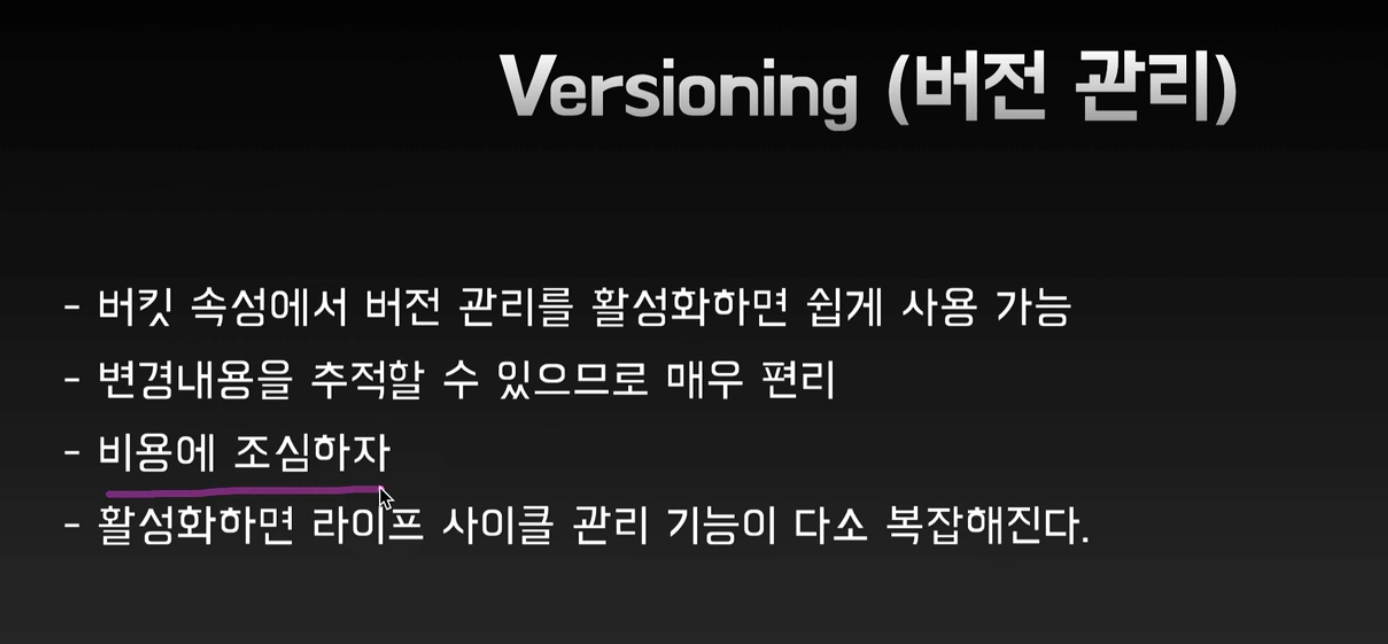 Versioning (버전 관리)
- 버킷 속성에서 버전 관리를 활성화하면 쉽게 사용 가능
- 변경내용을 추적할 수 있으므로 매우 편리
- 비용에 조심하자
- 활성화하면 라이프 사이클 관리 기능이 다소 복잡해진다.